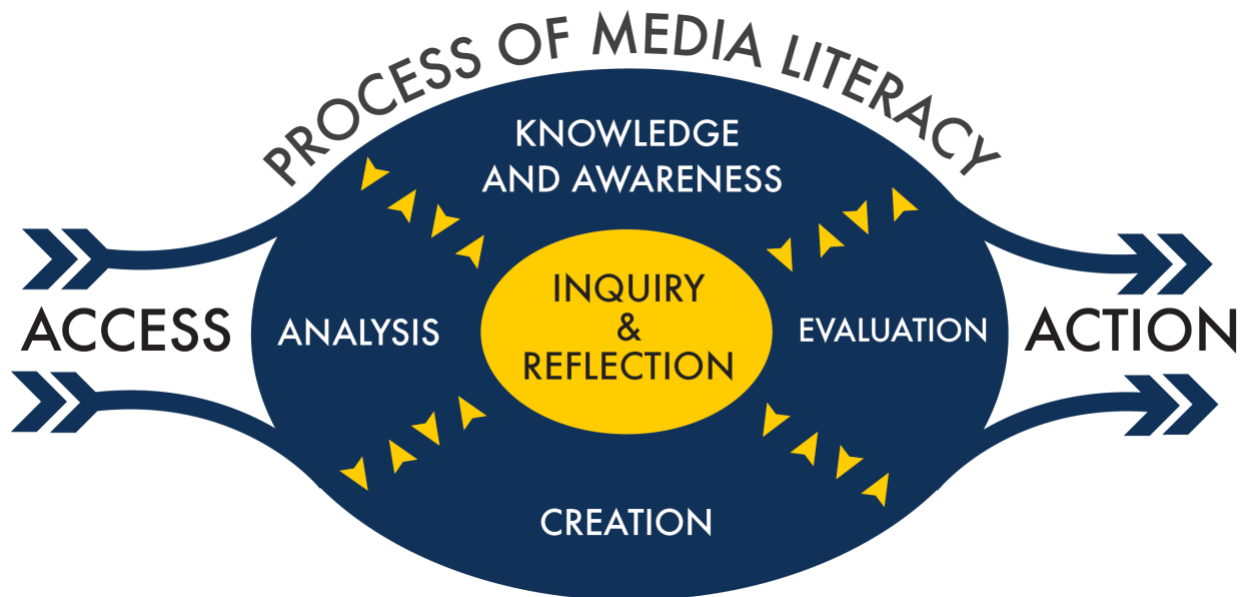 PROCESS OF MEDIA LITERACY
KNOWLEDGE
AND AWARENESS
ACCESS
ANALYSIS
INQUIRY
&
REFLECTION
EVALUATION
ACTION
CREATION